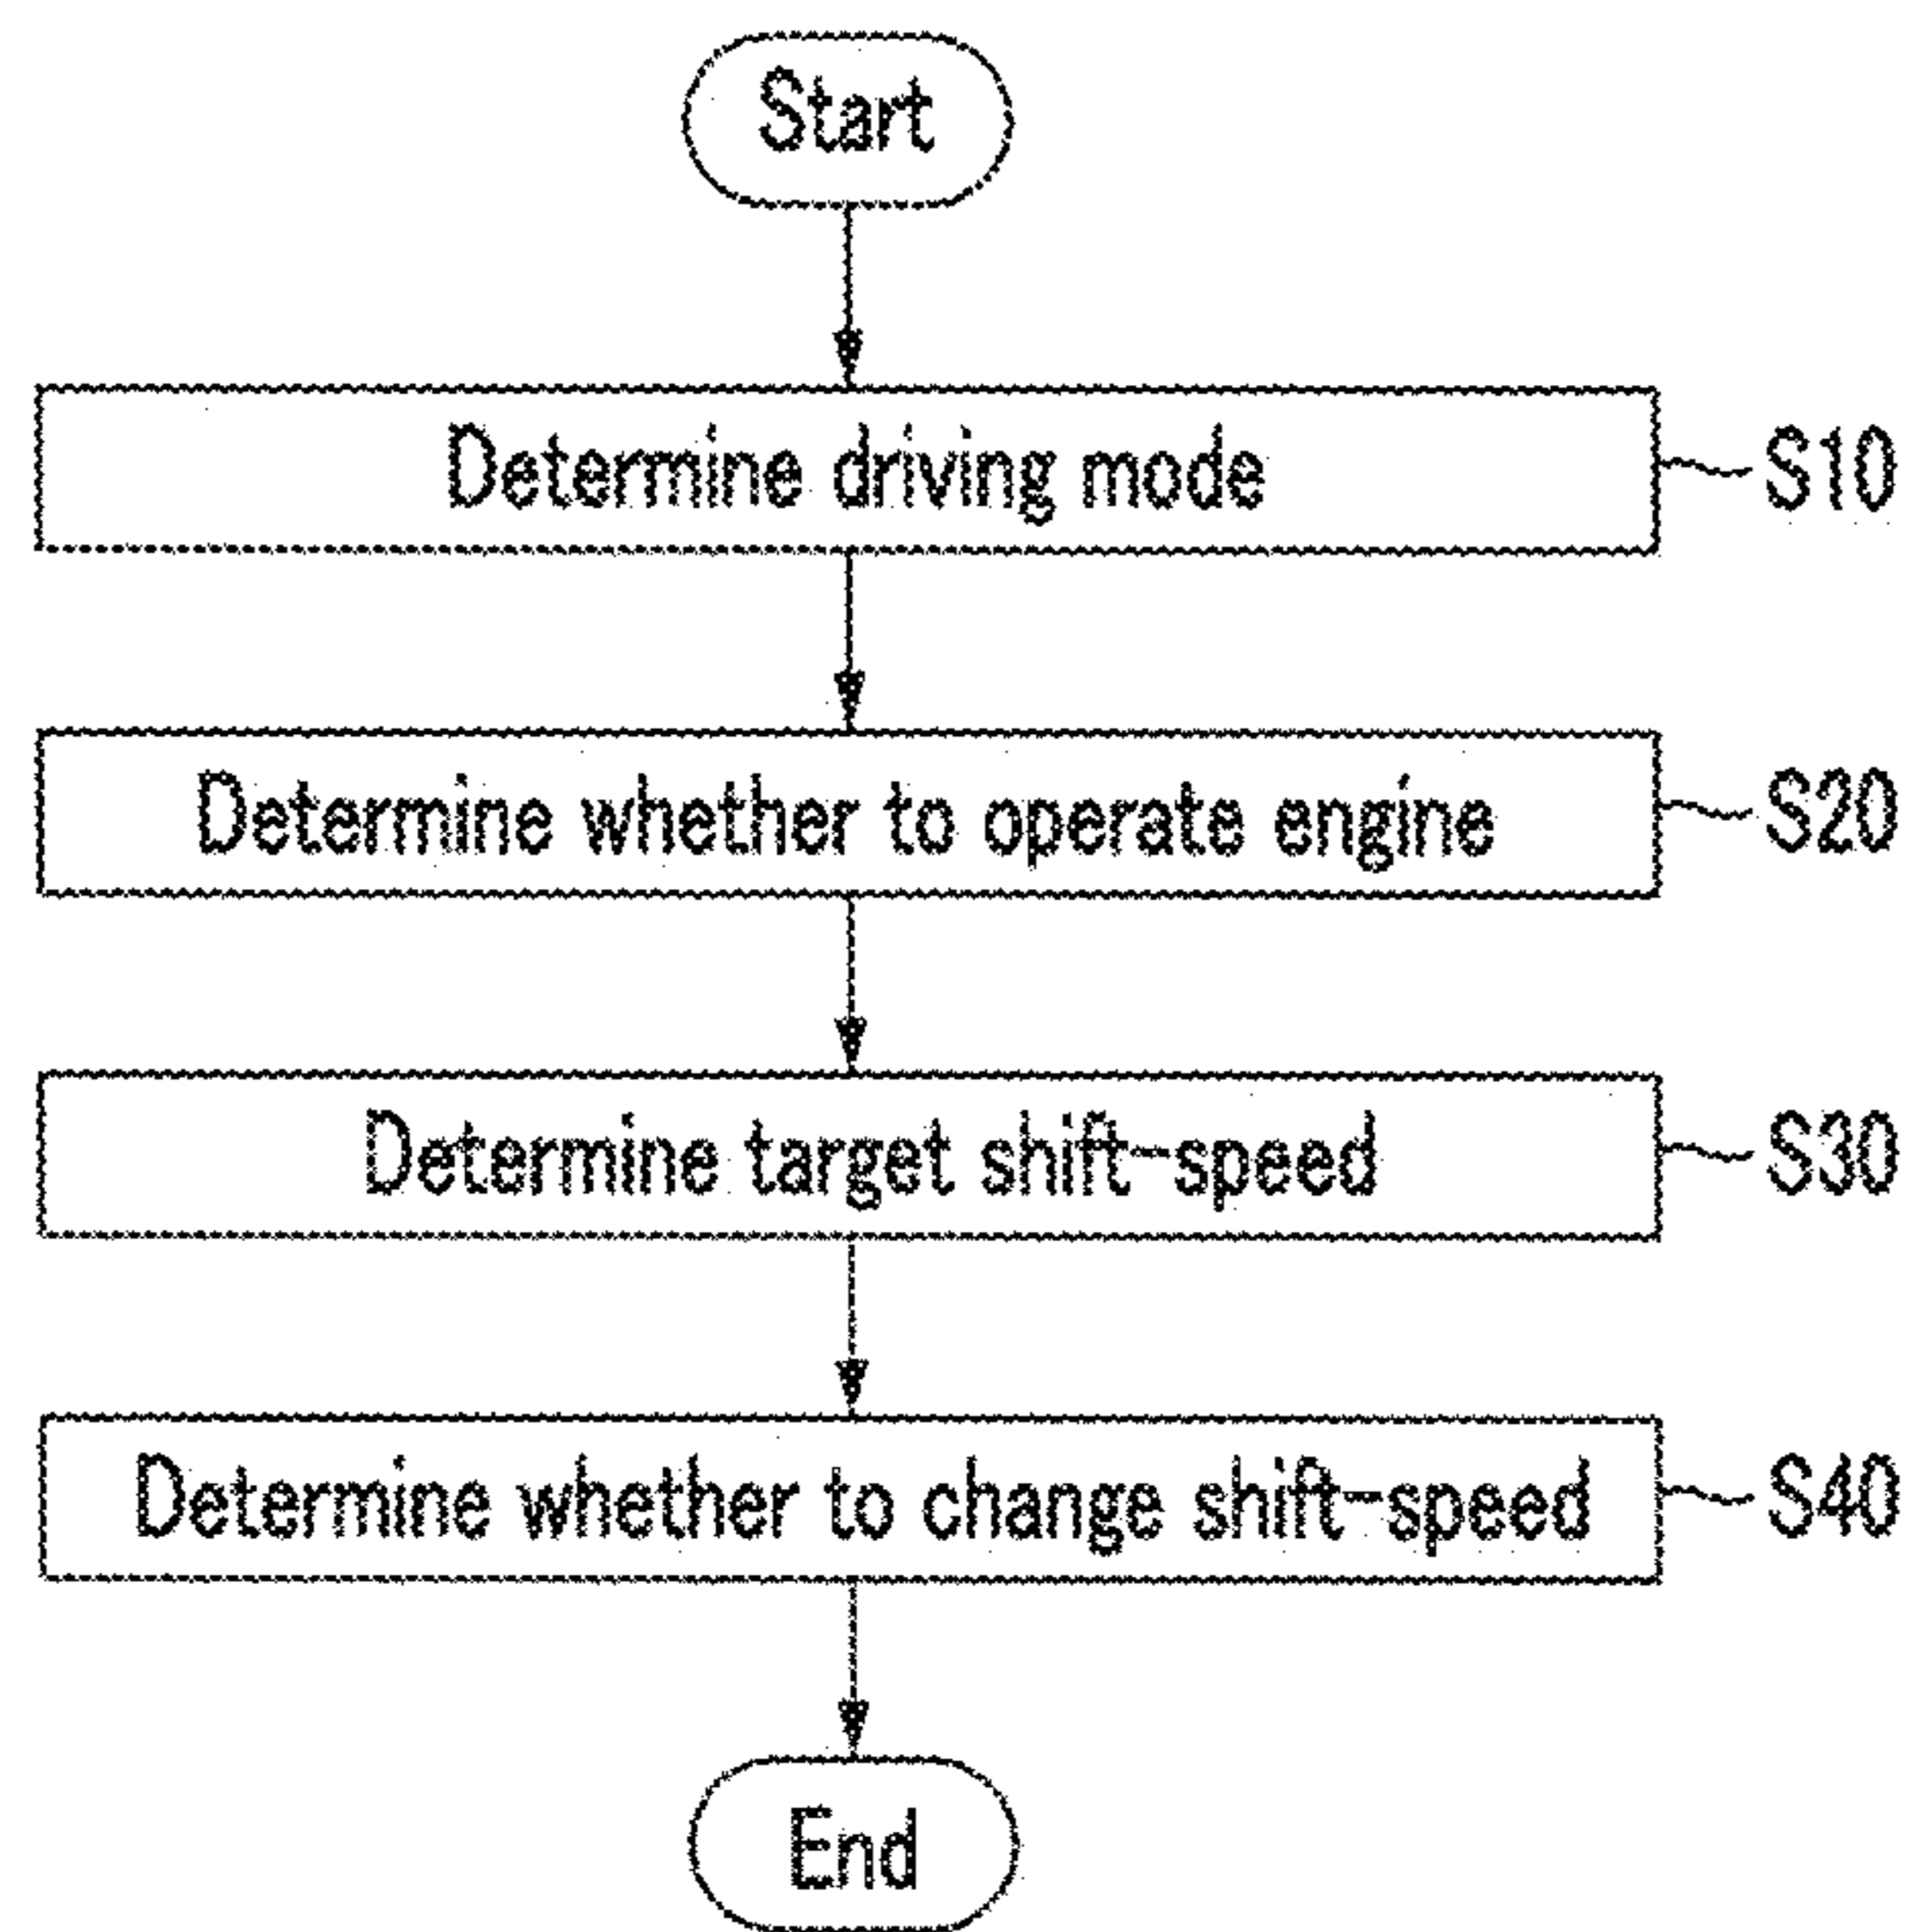 Start
Determine driving mode
S10
Determine whether to operate engine
S20
Determine target shift-speed
S30
Determine whether to change shift-speed
S40
End